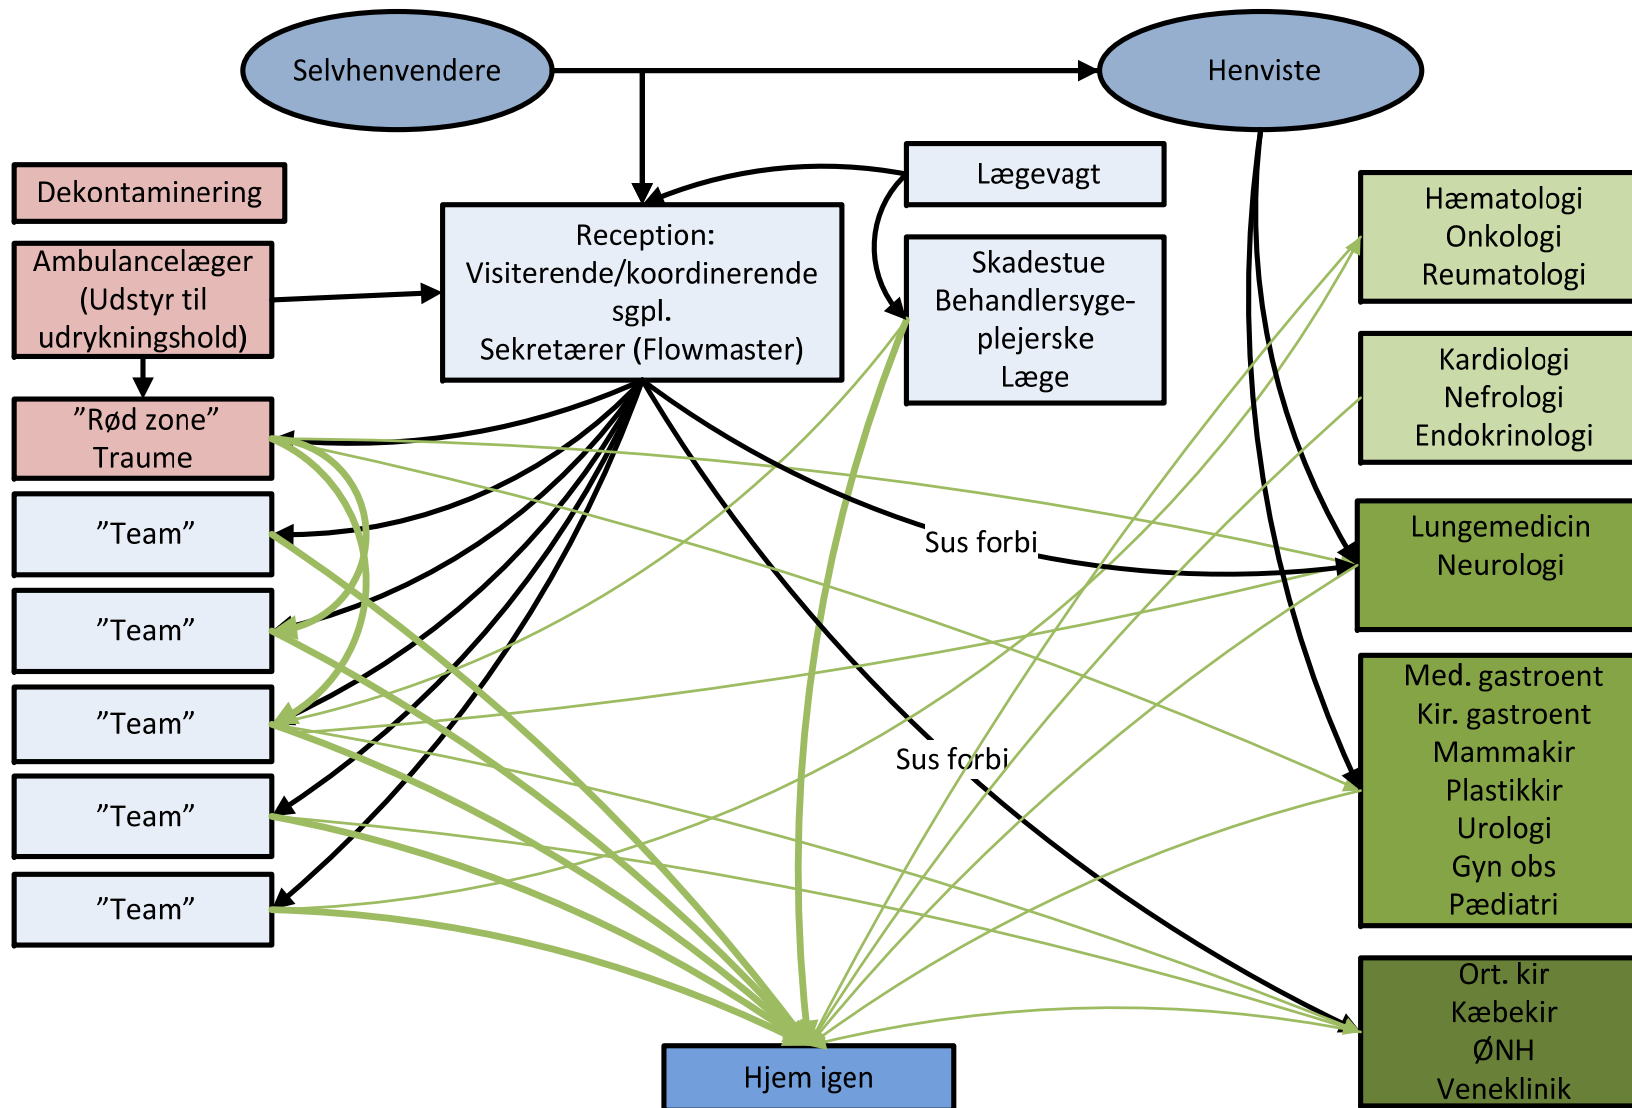 Selvhenvendere
Henviste
Dekontaminering
Ambulancelæger
(Udstyr til
udrykningshold)
”Rød zone”
Traume
”Team”
”Team”
”Team”
”Team”
”Team”
Reception:
Visiterende/koordinerende
sgpl.
Sekretærer (Flowmaster)
Lægevagt
Skadestue
Behandlersyge-
plejerske
Læge
Sus forbi
Sus forbi
Hæmatologi
Onkologi
Reumatologi
Kardiologi
Nefrologi
Endokrinologi
Lungemedicin
Neurologi
Med. gastroent
Kir. gastroent
Mammakir
Plastikkir
Urologi
Gyn obs
Pædiatri
Ort. kir
Kæbekir
ØNH
Veneklinik
Hjem igen